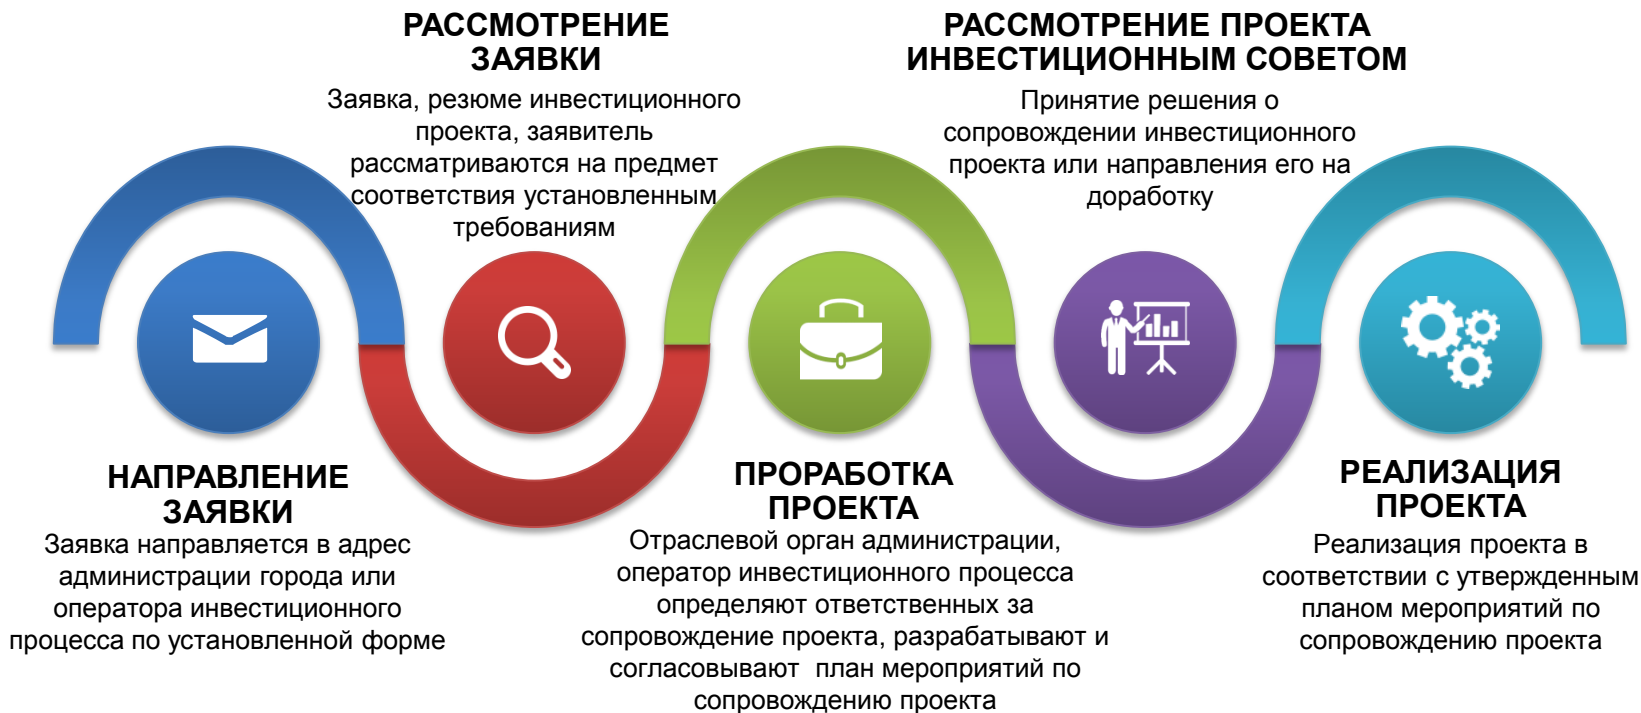 НАПРАВЛЕНИЕ
ЗАЯВКИ
Заявка направляется в адрес
администрации города или
оператора инвестиционного
процесса по установленной форме
РАССМОТРЕНИЕ
ЗАЯВКИ
Заявка, резюме инвестиционного
проекта, заявитель
рассматриваются на предмет
соответствия установленным
требованиям
ПРОРАБОТКА
ПРОЕКТА
Отраслевой орган администрации,
оператор инвестиционного процесса
определяют ответственных за
сопровождение проекта, разрабатывают и
согласовывают план мероприятий по
сопровождению проекта
РАССМОТРЕНИЕ ПРОЕКТА
ИНВЕСТИЦИОННЫМ СОВЕТОМ
Принятие решения о
сопровождении инвестиционного
проекта или направления его на
доработку
РЕАЛИЗАЦИЯ
ПРОЕКТА
Реализация проекта в
соответствии с утвержденным
планом мероприятий по
сопровождению проекта